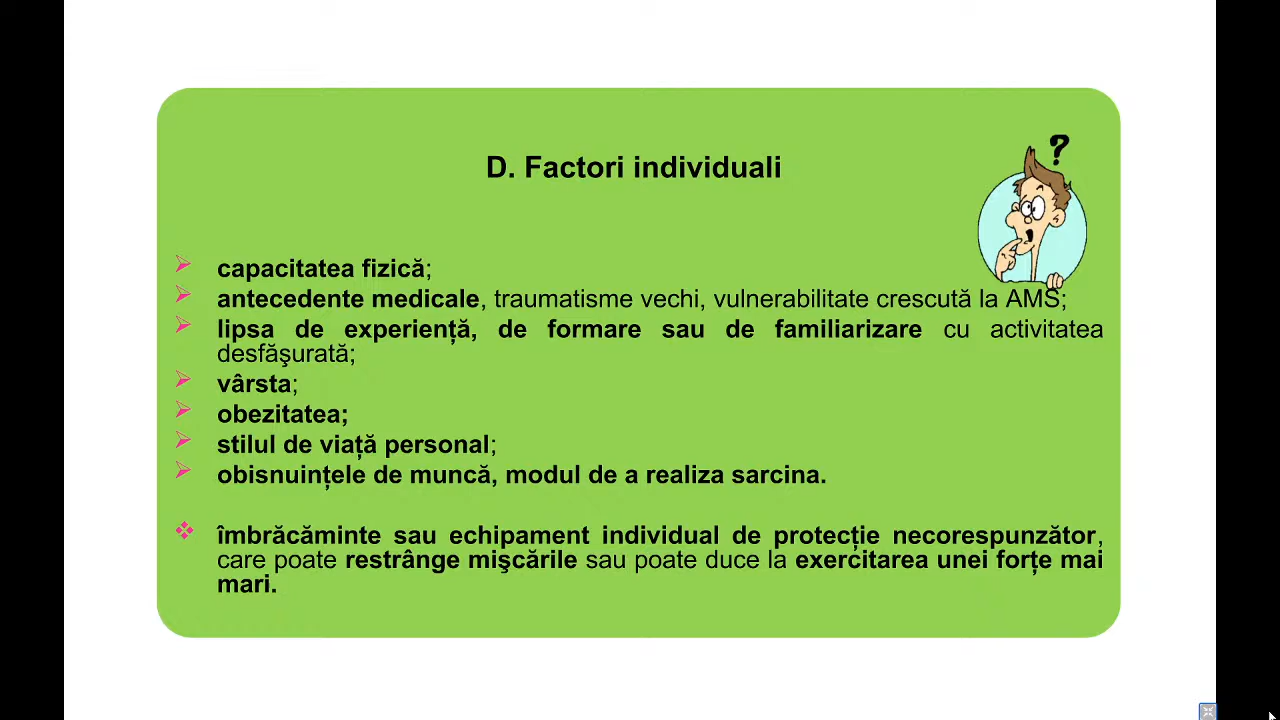 ?
D. Factori individuali
capacitatea fizică;
antecedente medicale, traumatisme vechi, vulnerabilitate crescută la AMS;
lipsa de experiență, de formare sau de familiarizare cu activitatea
desfăşurată;
vârsta;
obezitatea;
stilul de viață personal;
obisnuințele de muncă, modul de a realiza sarcina.
îmbrăcăminte sau echipament individual de protecție necorespunzător,
care poate restrânge mişcările sau poate duce la exercitarea unei forțe mai
mari.